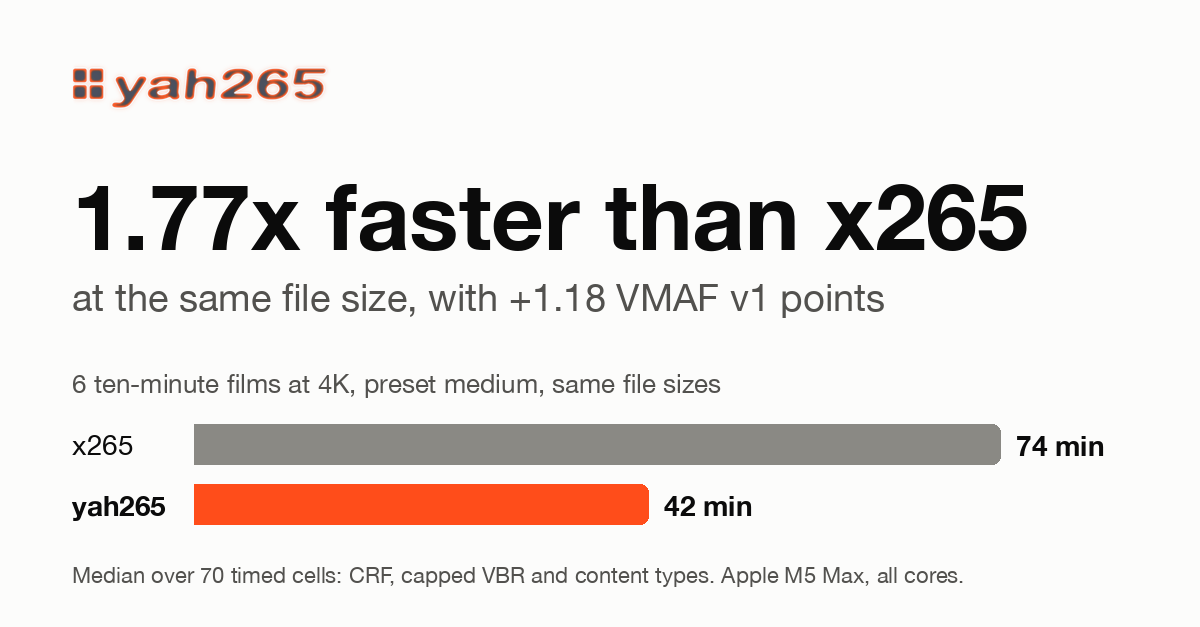 yah265
1.77x faster than x265
at the same file size, with +1.18 VMAF v1 points
6 ten-minute films at 4K, preset medium, same file sizes
x265 74 min
yah265 42 min
Median over 70 timed cells: CRF, capped VBR and content types. Apple M5 Max, all cores.